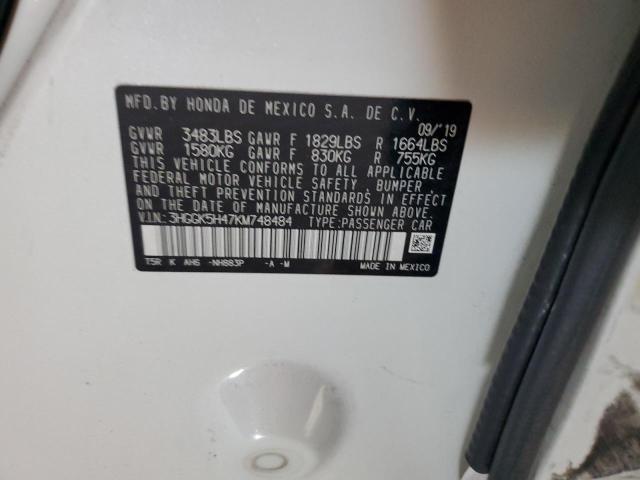 MFD.BY HONDA DE MEXICO S.A. DE C.V.
09/'19
GVWR 3483LBS GAWR F 1829LBS R 1664LBS
GVWR 1580KG GAWR F 830KG R 755KG
THIS VEHICLE CONFORMS TO ALL APPLICABLE
FEDERAL MOTOR VEHICLE SAFETY, BUMPER,
AND THEFT PREVENTION STANDARDS IN EFFECT
ON THE DATE OF MANUFACTURE SHOWN ABOVE.
V.I.N: 3HGGK5H47KM748484 TYPE:PASSENGER CAR
T5R K AH6 -NH883P -A -M MADE IN MEXICO